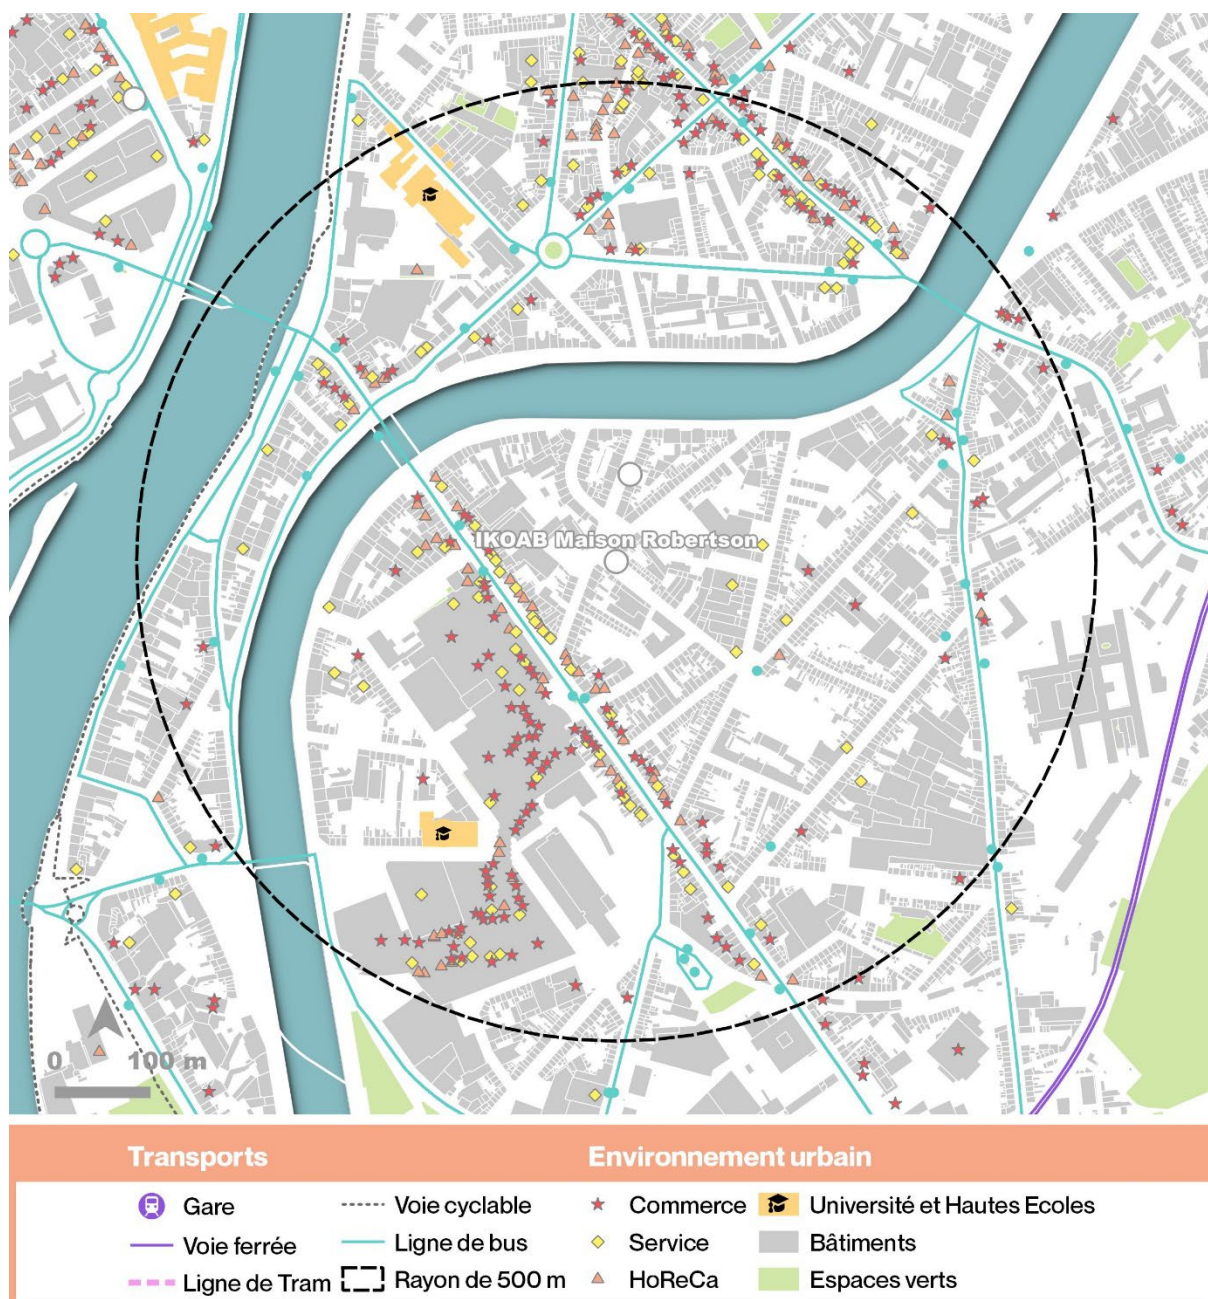 IKOAB Maison Robertson
0 100 m
Transports Environnement urbain
Gare Voie cyclable Commerce Université et Hautes Ecoles
Voie ferrée Ligne de bus Service Bâtiments
Ligne de Tram Rayon de 500 m HoReCa Espaces verts